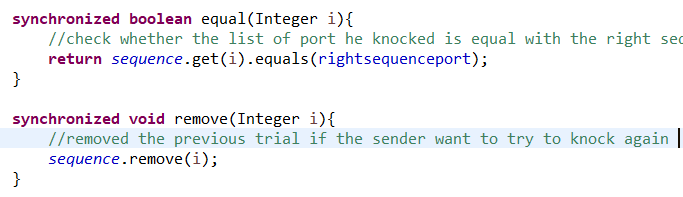 synchronized boolean equal(Integer i){
//check whether the list of port he knocked is equal with the right
return sequence.get(i).equals(rightsequenceport);
}
synchronized void remove(Integer i){
//removed the previous trial if the sender want to try to knock again
sequence.remove(i);
}